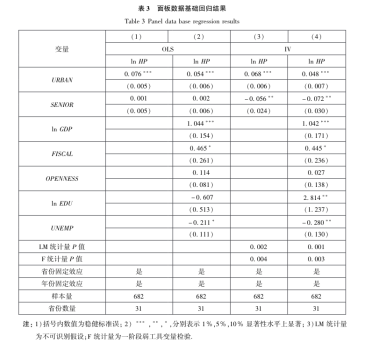 表 3 面板数据基础回归结果
Table 3 Panel data base regression results
变量 (1) (2) (3) (4)
OLS IV
ln HP ln HP ln HP ln HP
URBAN 0.076*** 0.054*** 0.068*** 0.048***
(0.005) (0.006) (0.006) (0.007)
SENIOR 0.001 0.002 -0.056** -0.072**
(0.005) (0.006) (0.024) (0.030)
ln GDP 1.044*** 1.042***
(0.154) (0.171)
FISCAL 0.465* 0.445*
(0.261) (0.236)
OPENNESS 0.114 0.027
(0.081) (0.138)
ln EDU -0.607 2.814**
(0.513) (1.237)
UNEMP -0.211* -0.280**
(0.111) (0.130)
LM 统计量 P 值 0.002 0.001
F 统计量 P 值 0.004 0.003
省份固定效应 是 是 是 是
年份固定效应 是 是 是 是
样本量 682 682 682 682
省份数量 31 31 31 31
注: 1)括号内数值为稳健标准误; 2) ***, **, *,分别表示 1%,5%,10% 显著性水平上显著; 3)LM 统计量
为不可识别假设;F 统计量为一阶段弱工具变量检验.